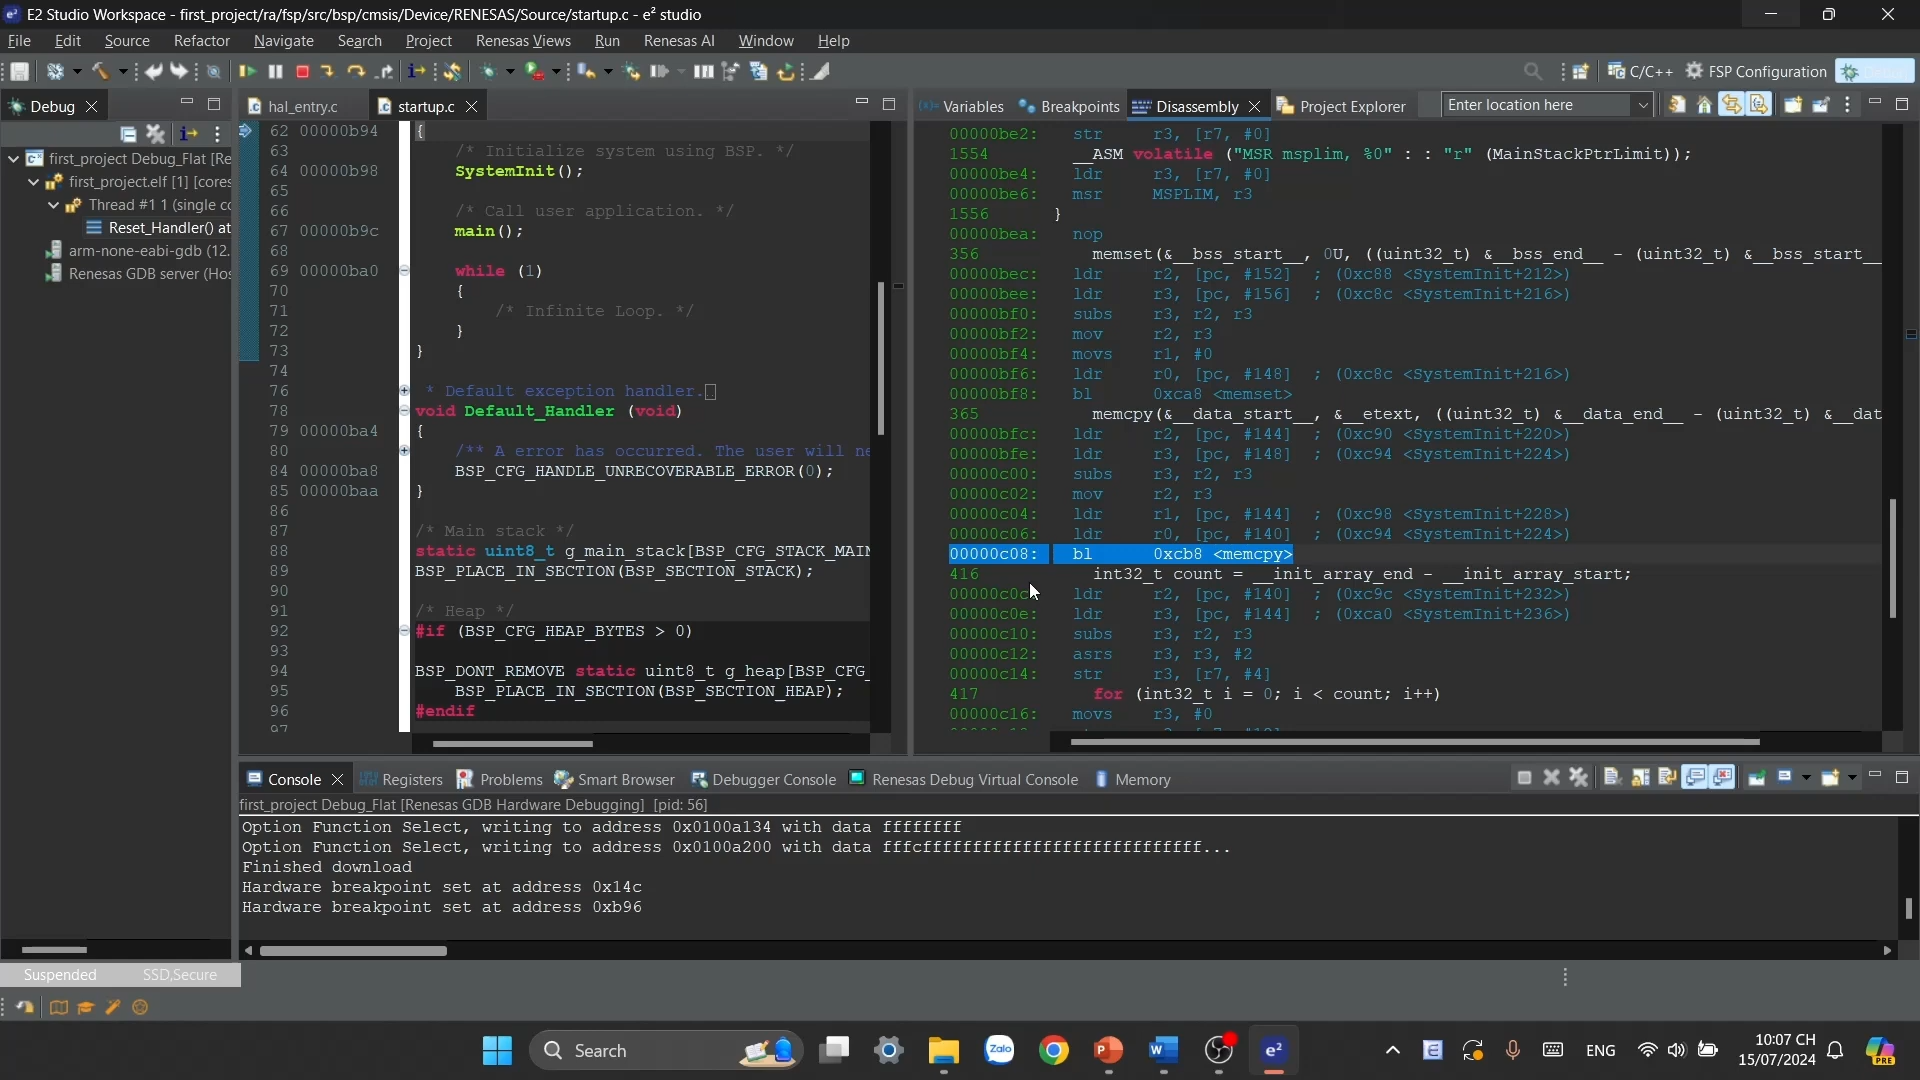 E2 Studio Workspace - first_project/ra/fsp/src/bsp/cmsis/Device/RENESAS/Source/startup.c - e² studio
File Edit Source Refactor Navigate Search Project Renesas Views Run Renesas AI Window Help
C/C++ FSP Configuration
Debug
first_project Debug_Flat [Re
first_project.elf [1] [cores
Thread #1 1 (single co
Reset_Handler() at
arm-none-eabi-gdb (12.
Renesas GDB server (Hos
hal_entry.c startup.c
62 00000b94 {
63 /* Initialize system using BSP. */
64 00000b98 SystemInit();
65
66 /* Call user application. */
67 00000b9c main();
68
69 00000ba0 while (1)
70 {
71 /* Infinite Loop. */
72 }
73 }
74
76 * Default exception handler.
78 void Default_Handler (void)
79 00000ba4 {
80 /** A error has occurred. The user will ne
84 00000ba8 BSP_CFG_HANDLE_UNRECOVERABLE_ERROR(0);
85 00000baa }
86
87 /* Main stack */
88 static uint8_t g_main_stack[BSP_CFG_STACK_MAIN
89 BSP_PLACE_IN_SECTION(BSP_SECTION_STACK);
90
91 /* Heap */
92 #if (BSP_CFG_HEAP_BYTES > 0)
93
94 BSP_DONT_REMOVE static uint8_t g_heap[BSP_CFG_
95 BSP_PLACE_IN_SECTION(BSP_SECTION_HEAP);
96 #endif
97
Variables Breakpoints Disassembly Project Explorer Enter location here
00000be2: str r3, [r7, #0]
1554 __ASM volatile ("MSR msplim, %0" : : "r" (MainStackPtrLimit));
00000be4: ldr r3, [r7, #0]
00000be6: msr MSPLIM, r3
1556 }
00000bea: nop
356 memset(&__bss_start__, 0U, ((uint32_t) &__bss_end__ - (uint32_t) &__bss_start__
00000bec: ldr r2, [pc, #152] ; (0xc88 <SystemInit+212>)
00000bee: ldr r3, [pc, #156] ; (0xc8c <SystemInit+216>)
00000bf0: subs r3, r2, r3
00000bf2: mov r2, r3
00000bf4: movs r1, #0
00000bf6: ldr r0, [pc, #148] ; (0xc8c <SystemInit+216>)
00000bf8: bl 0xca8 <memset>
365 memcpy(&__data_start__, &__etext, ((uint32_t) &__data_end__ - (uint32_t) &__dat
00000bfc: ldr r2, [pc, #144] ; (0xc90 <SystemInit+220>)
00000bfe: ldr r3, [pc, #148] ; (0xc94 <SystemInit+224>)
00000c00: subs r3, r2, r3
00000c02: mov r2, r3
00000c04: ldr r1, [pc, #144] ; (0xc98 <SystemInit+228>)
00000c06: ldr r0, [pc, #140] ; (0xc94 <SystemInit+224>)
00000c08: bl 0xcb8 <memcpy>
416 int32_t count = __init_array_end - __init_array_start;
00000c0c ldr r2, [pc, #140] ; (0xc9c <SystemInit+232>)
00000c0e: ldr r3, [pc, #144] ; (0xca0 <SystemInit+236>)
00000c10: subs r3, r2, r3
00000c12: asrs r3, r3, #2
00000c14: str r3, [r7, #4]
417 for (int32_t i = 0; i < count; i++)
00000c16: movs r3, #0
Console Registers Problems Smart Browser Debugger Console Renesas Debug Virtual Console Memory
first_project Debug_Flat [Renesas GDB Hardware Debugging] [pid: 56]
Option Function Select, writing to address 0x0100a134 with data ffffffff
Option Function Select, writing to address 0x0100a200 with data fffcffffffffffffffffffffffffffff...
Finished download
Hardware breakpoint set at address 0x14c
Hardware breakpoint set at address 0xb96
Suspended SSD,Secure
Search Zalo ENG 10:07 CH
15/07/2024
PRE